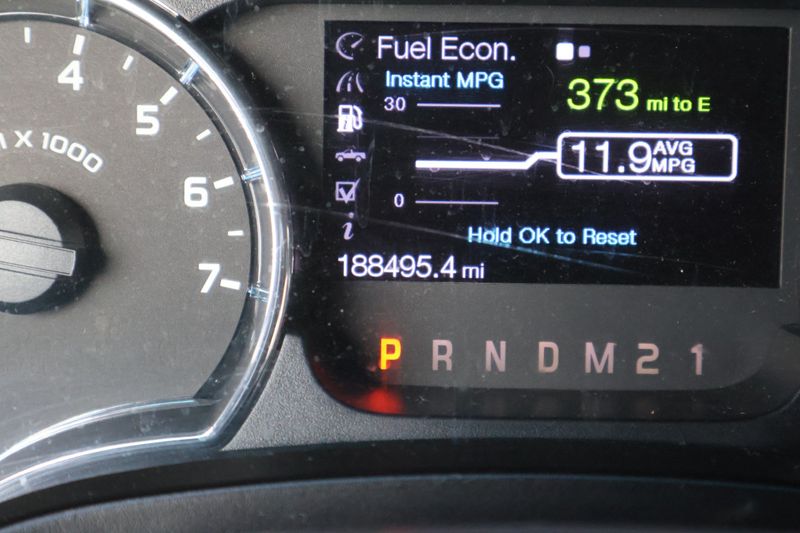 Fuel Econ.
Instant MPG
30
373 mi to E
11.9 AVG MPG
0
Hold OK to Reset
188495.4 mi
P R N D M 2 1
4
5
6
7
X 1000